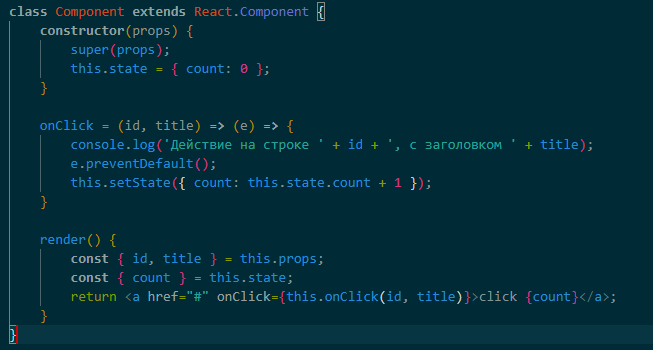 class Component extends React.Component {
    constructor(props) {
        super(props);
        this.state = { count: 0 };
    }

    onClick = (id, title) => (e) => {
        console.log('Действие на строке ' + id + ', с заголовком ' + title);
        e.preventDefault();
        this.setState({ count: this.state.count + 1 });
    }

    render() {
        const { id, title } = this.props;
        const { count } = this.state;
        return <a href="#" onClick={this.onClick(id, title)}>click {count}</a>;
    }
}